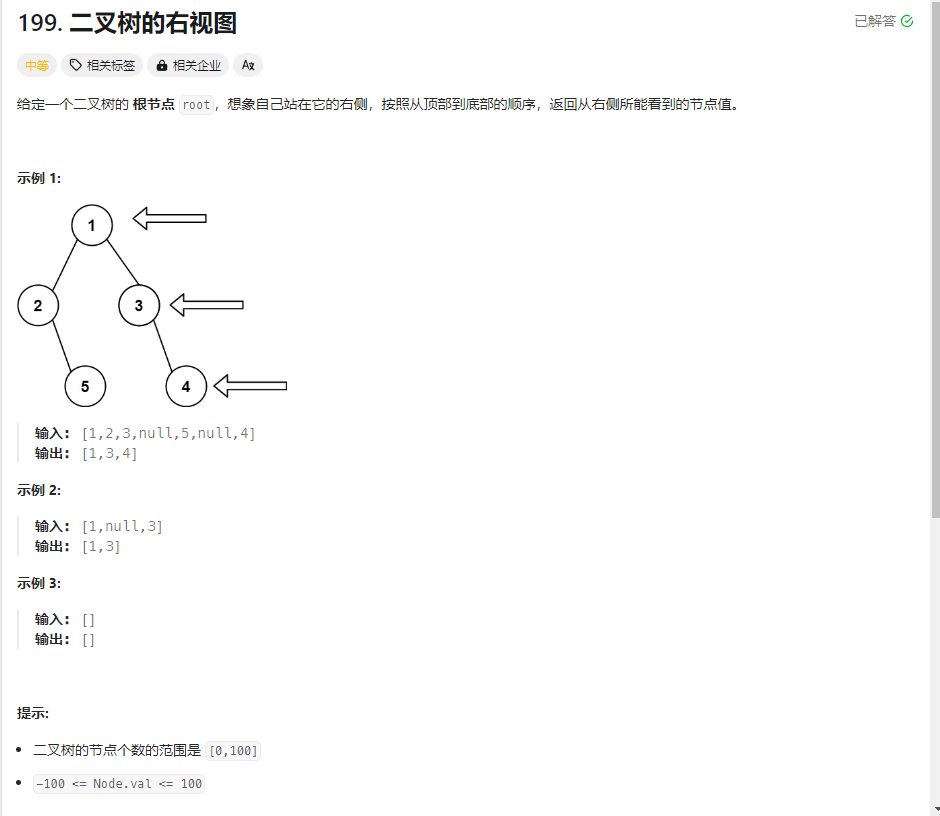 199. 二叉树的右视图
已解答
中等 相关标签 相关企业 Aあ
给定一个二叉树的 根节点 root，想象自己站在它的右侧，按照从顶部到底部的顺序，返回从右侧所能看到的节点值。
示例 1:
1
2 3
5 4
输入: [1,2,3,null,5,null,4]
输出: [1,3,4]
示例 2:
输入: [1,null,3]
输出: [1,3]
示例 3:
输入: []
输出: []
提示:
• 二叉树的节点个数的范围是 [0,100]
• -100 <= Node.val <= 100